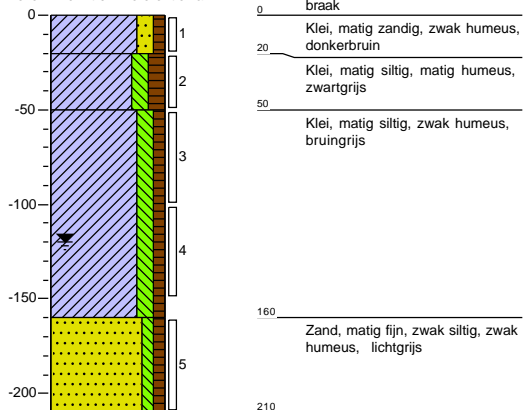 braak
0
0
Klei, matig zandig, zwak humeus,
donkerbruin
1
20
Klei, matig siltig, matig humeus,
zwartgrijs
2
-50
50
Klei, matig siltig, zwak humeus,
bruingrijs
3
-100
4
-150
160
Zand, matig fijn, zwak siltig, zwak
humeus, lichtgrijs
5
-200
210